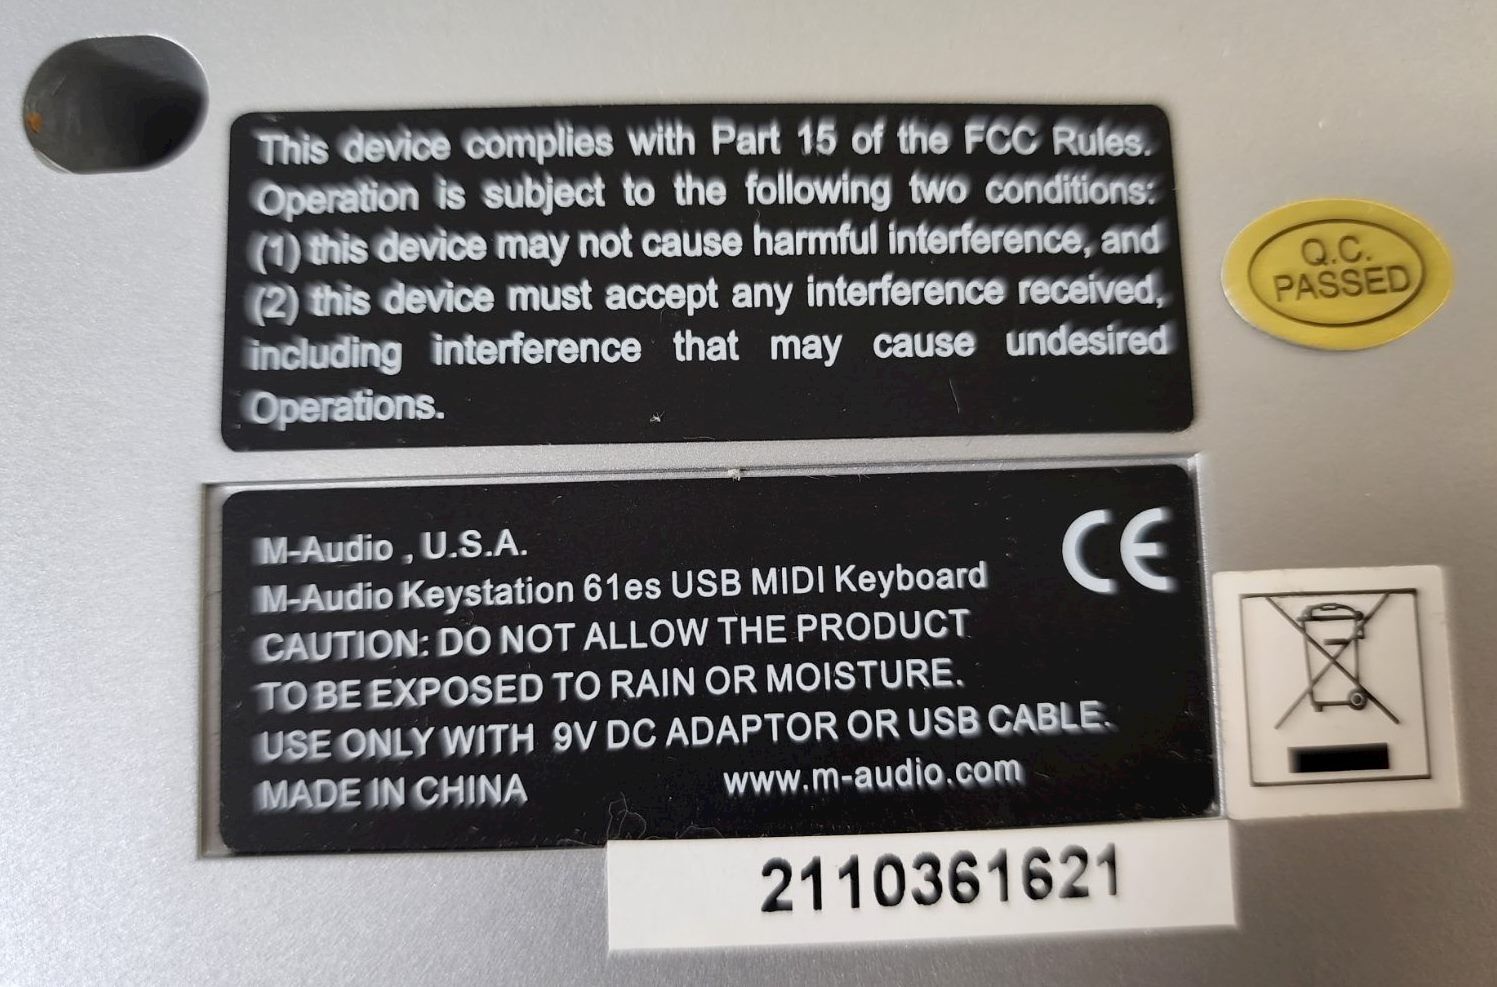 This device complies with Part 15 of the FCC Rules.
Operation is subject to the following two conditions:
(1) this device may not cause harmful interference, and
(2) this device must accept any interference received,
including interference that may cause undesired
Operations.
Q.C.
PASSED
M-Audio , U.S.A.
M-Audio Keystation 61es USB MIDI Keyboard
CE
CAUTION: DO NOT ALLOW THE PRODUCT
TO BE EXPOSED TO RAIN OR MOISTURE.
USE ONLY WITH 9V DC ADAPTOR OR USB CABLE.
MADE IN CHINA
www.m-audio.com
2110361621